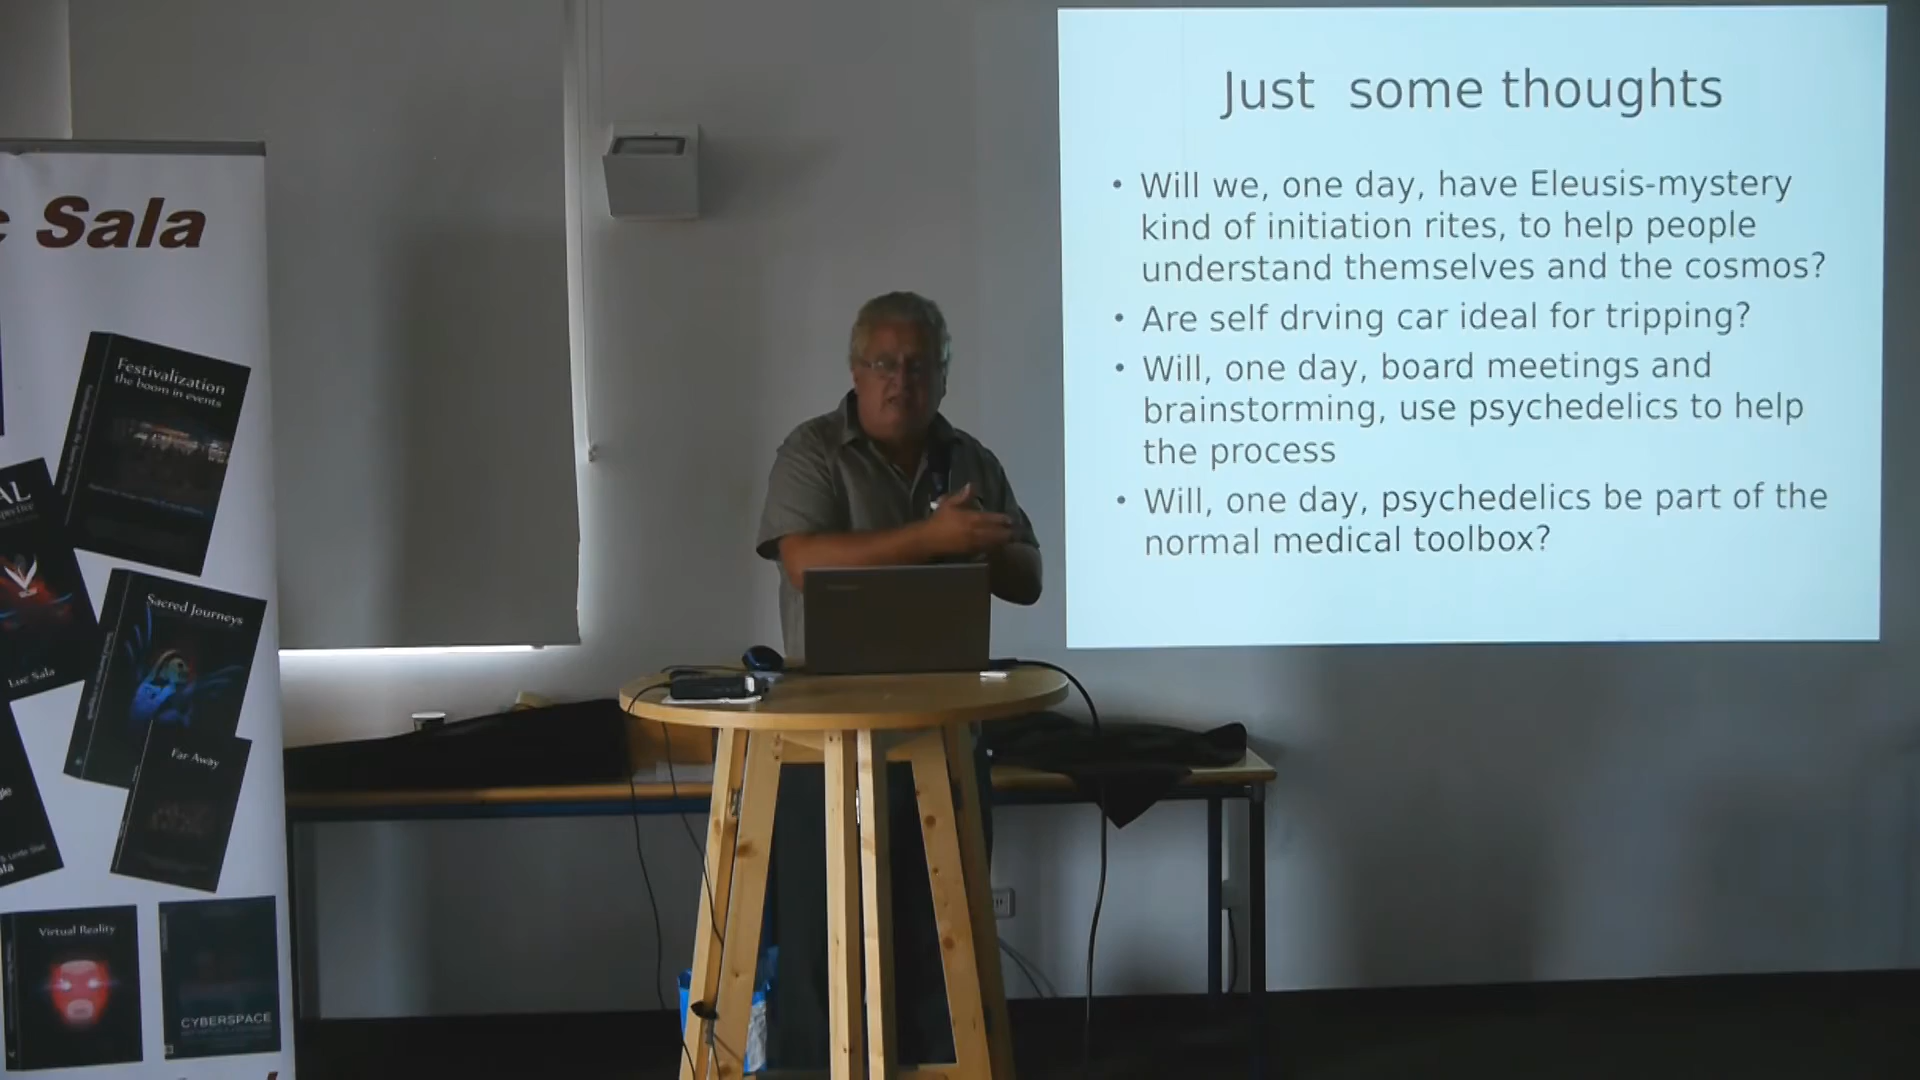 Just some thoughts
• Will we, one day, have Eleusis-mystery
kind of initiation rites, to help people
understand themselves and the cosmos?
• Are self drving car ideal for tripping?
• Will, one day, board meetings and
brainstorming, use psychedelics to help
the process
• Will, one day, psychedelics be part of the
normal medical toolbox?
c Sala
Festivalization
the boom in events
AL
Luc Sala
Sacred Journeys
Far Away
Virtual Reality
CYBERSPACE